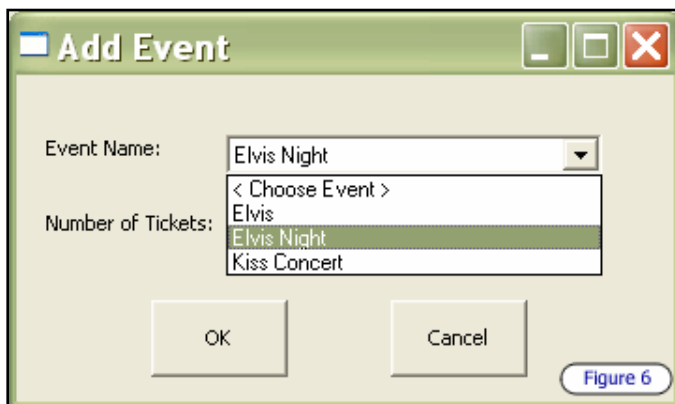 Add Event
Event Name:
Elvis Night
< Choose Event >
Elvis
Number of Tickets:
Elvis Night
Kiss Concert
OK
Cancel
Figure 6